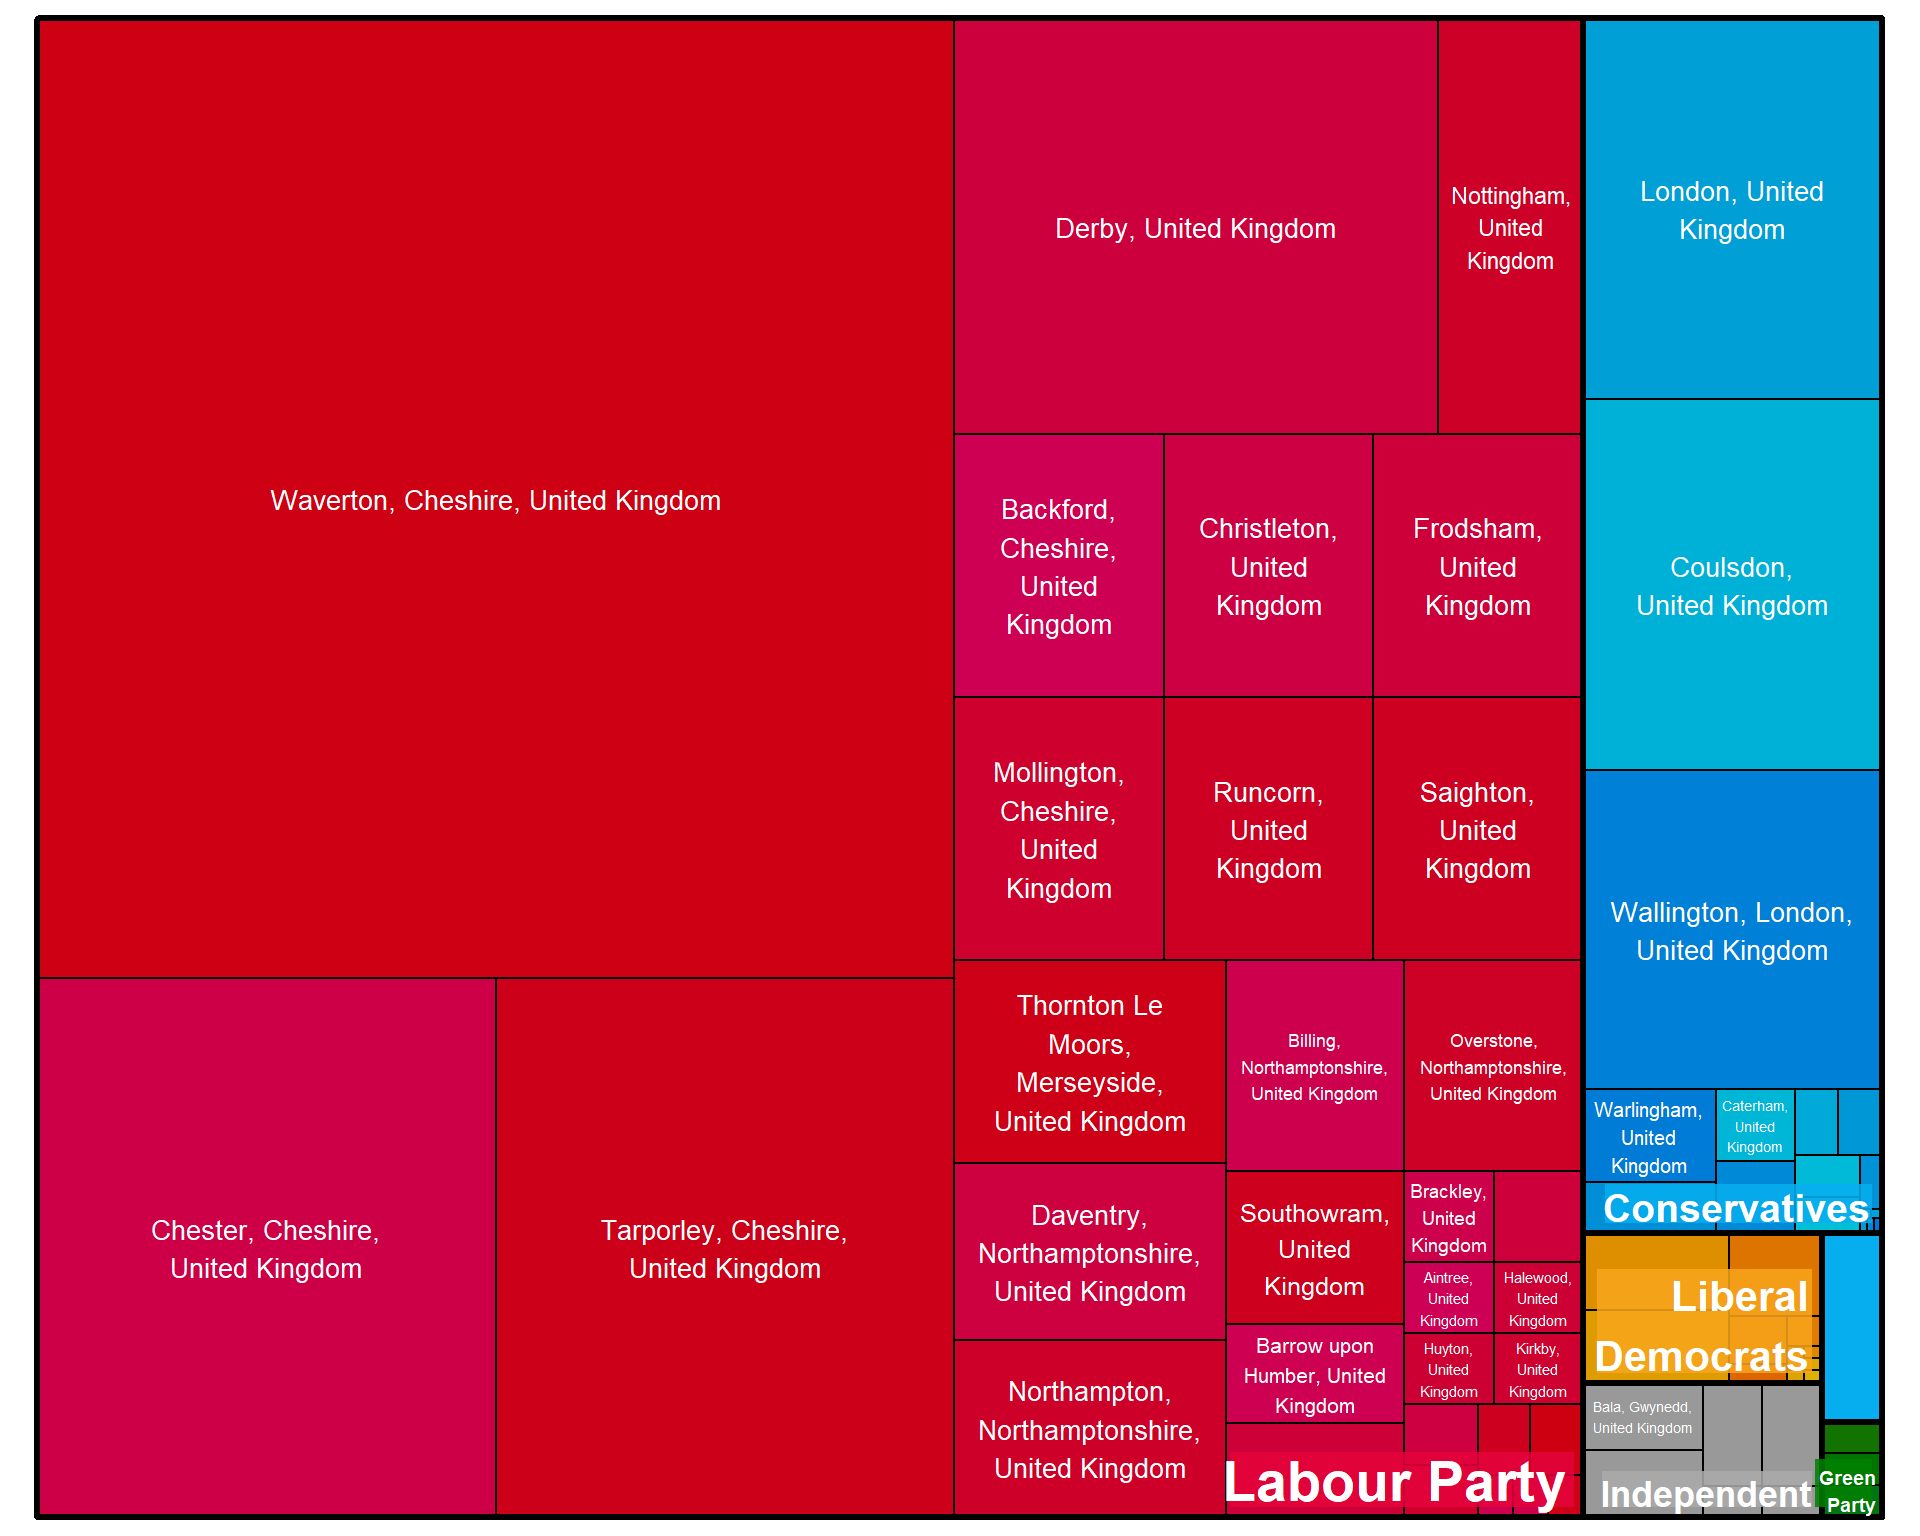 Waverton, Cheshire, United Kingdom
Chester, Cheshire,
United Kingdom
Tarporley, Cheshire,
United Kingdom
Derby, United Kingdom
Nottingham,
United
Kingdom
Backford,
Cheshire,
United
Kingdom
Christleton,
United
Kingdom
Frodsham,
United
Kingdom
Mollington,
Cheshire,
United
Kingdom
Runcorn,
United
Kingdom
Saighton,
United
Kingdom
Thornton Le
Moors,
Merseyside,
United Kingdom
Daventry,
Northamptonshire,
United Kingdom
Northampton,
Northamptonshire,
United Kingdom
Billing,
Northamptonshire,
United Kingdom
Overstone,
Northamptonshire,
United Kingdom
Southowram,
United
Kingdom
Barrow upon
Humber, United
Kingdom
Brackley,
United
Kingdom
Aintree,
United
Kingdom
Halewood,
United
Kingdom
Huyton,
United
Kingdom
Kirkby,
United
Kingdom
Labour Party
London, United
Kingdom
Coulsdon,
United Kingdom
Wallington, London,
United Kingdom
Warlingham,
United
Kingdom
Caterham,
United
Kingdom
Conservatives
Liberal
Democrats
Bala, Gwynedd,
United Kingdom
Independent
Green
Party